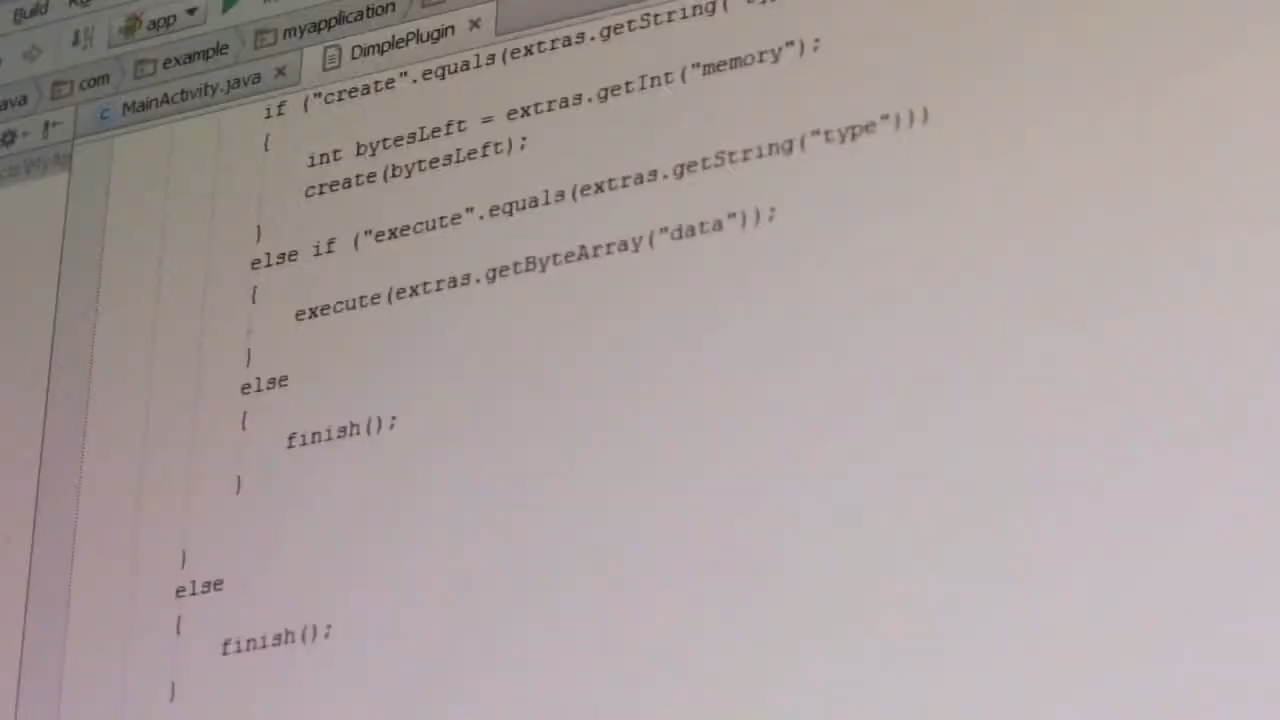 Build
app
java com example myapplication
MainActivity.java DimplePlugin
if ("create".equals(extras.getString(
{
int bytesLeft = extras.getInt("memory");
create(bytesLeft);
}
else if ("execute".equals(extras.getString("type")))
{
execute(extras.getByteArray("data"));
}
else
{
finish();
}
}
else
{
finish();
}